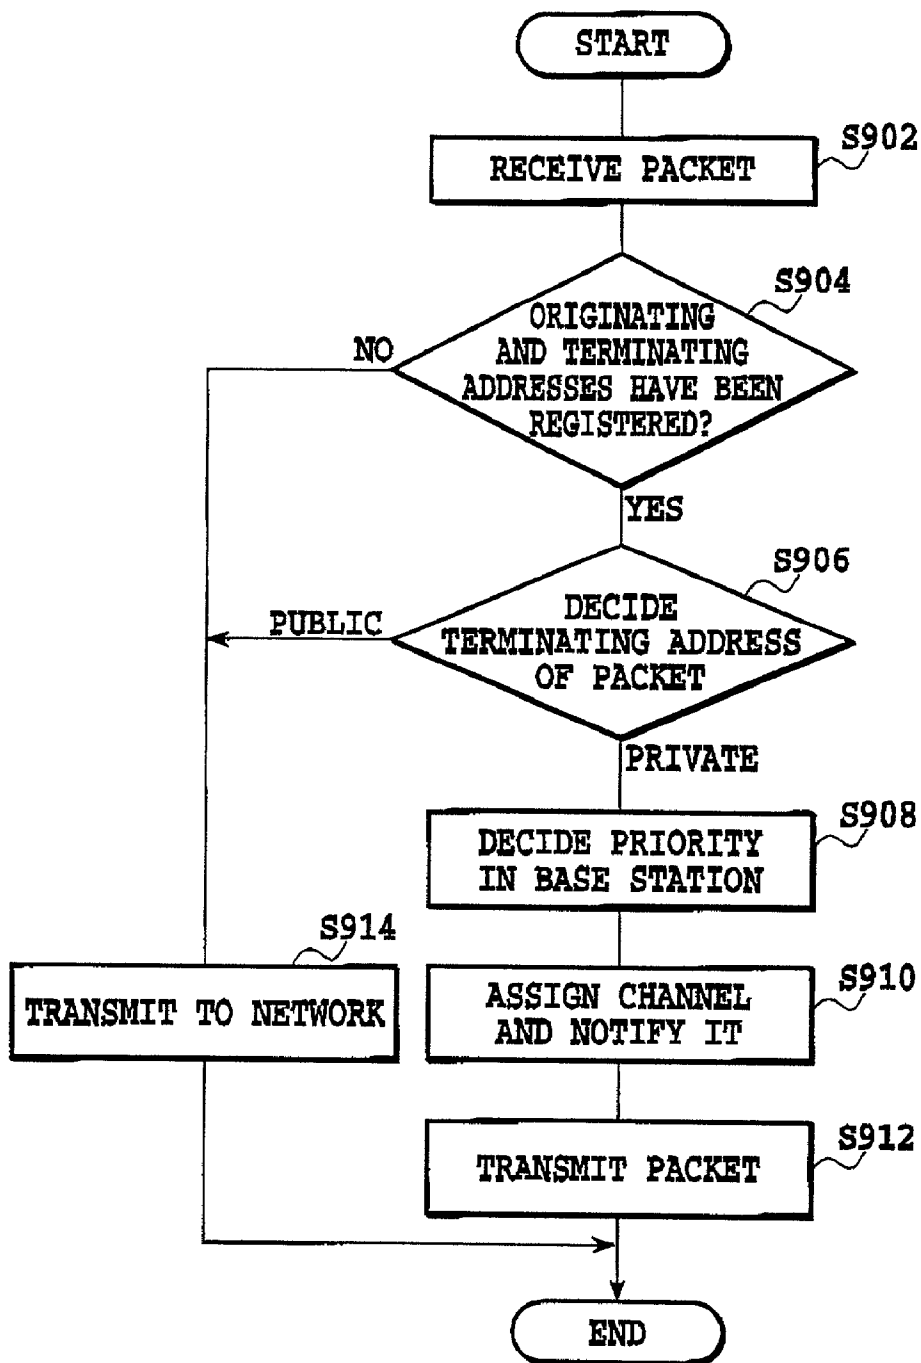 START
S902
RECEIVE PACKET
S904
ORIGINATING
AND TERMINATING
ADDRESSES HAVE BEEN
REGISTERED?
NO
YES
S906
DECIDE
TERMINATING ADDRESS
OF PACKET
PUBLIC
PRIVATE
S908
DECIDE PRIORITY
IN BASE STATION
S914
TRANSMIT TO NETWORK
S910
ASSIGN CHANNEL
AND NOTIFY IT
S912
TRANSMIT PACKET
END